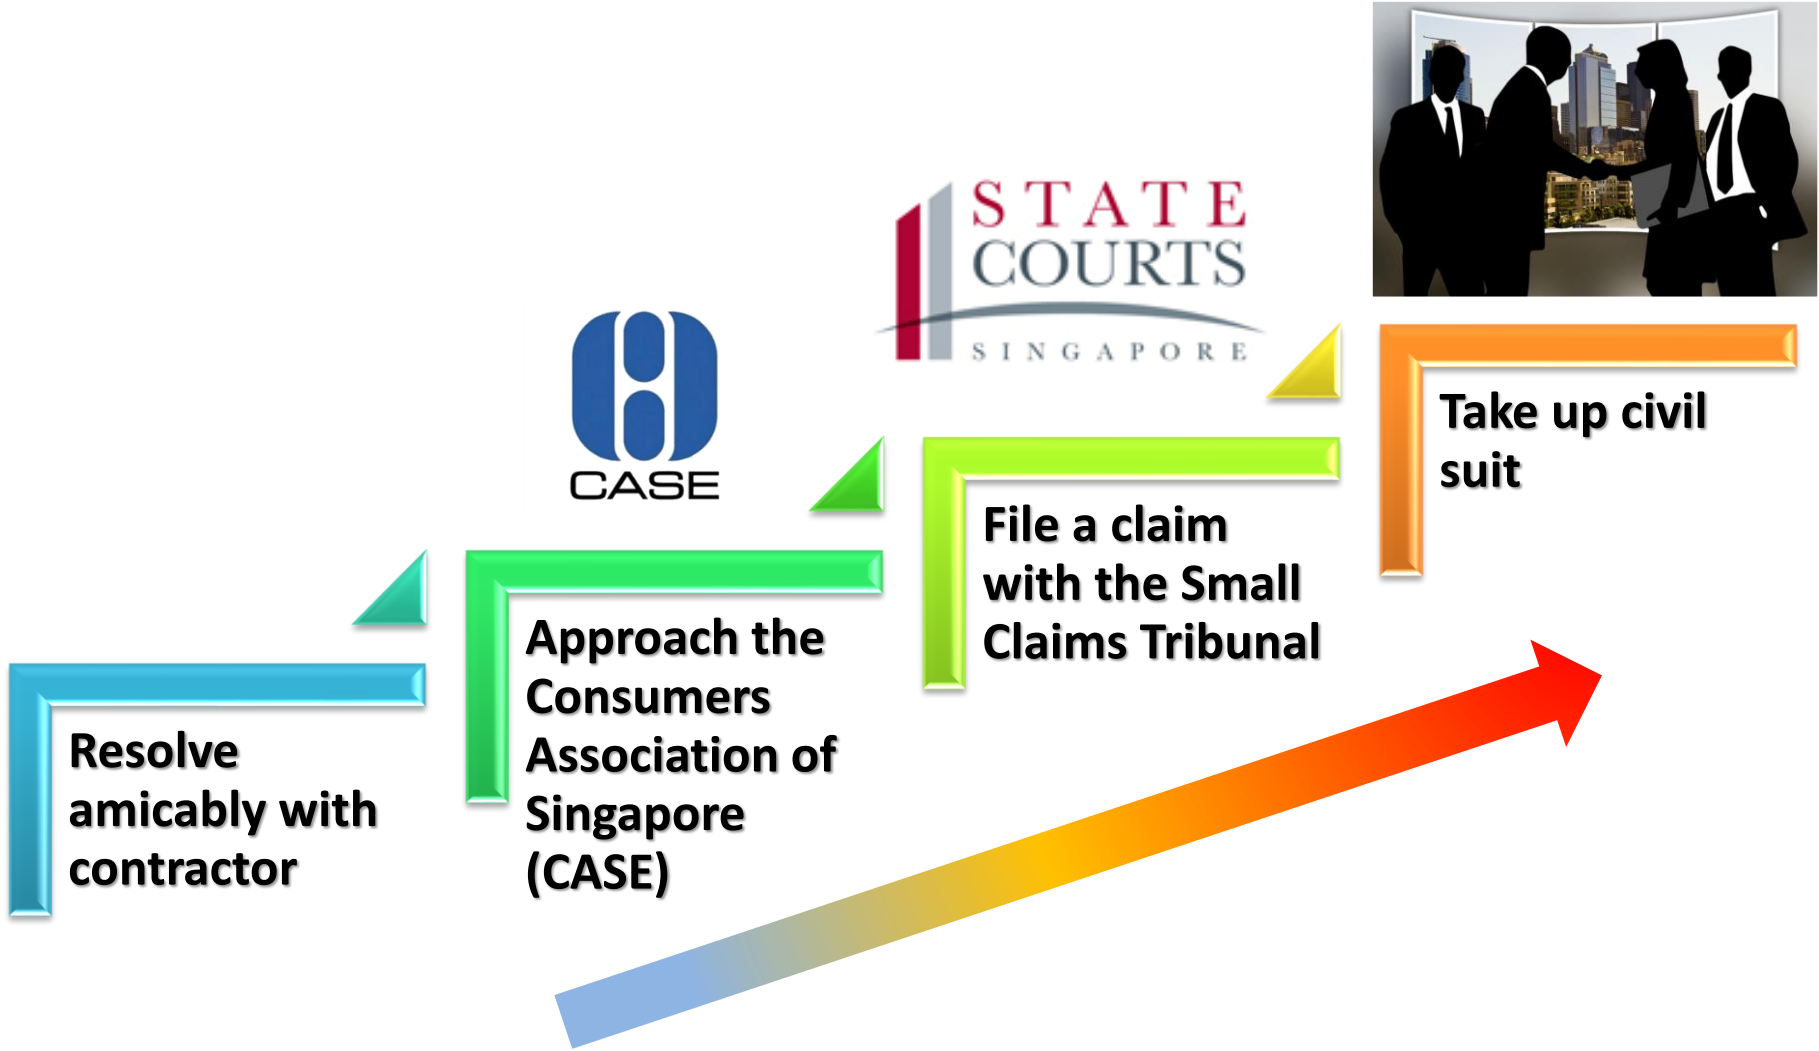 STATE
COURTS
SINGAPORE
CASE
Take up civil
suit
File a claim
with the Small
Claims Tribunal
Approach the
Consumers
Association of
Singapore
(CASE)
Resolve
amicably with
contractor